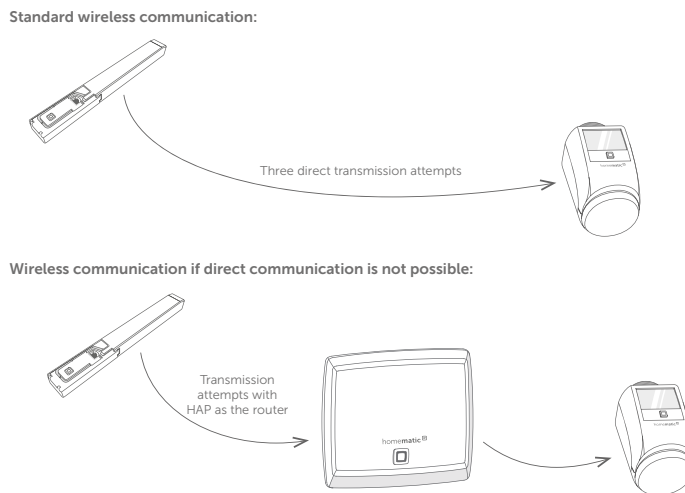 Standard wireless communication:
Three direct transmission attempts
homematic IP
Wireless communication if direct communication is not possible:
Transmission
attempts with
HAP as the router
homematic IP
homematic IP